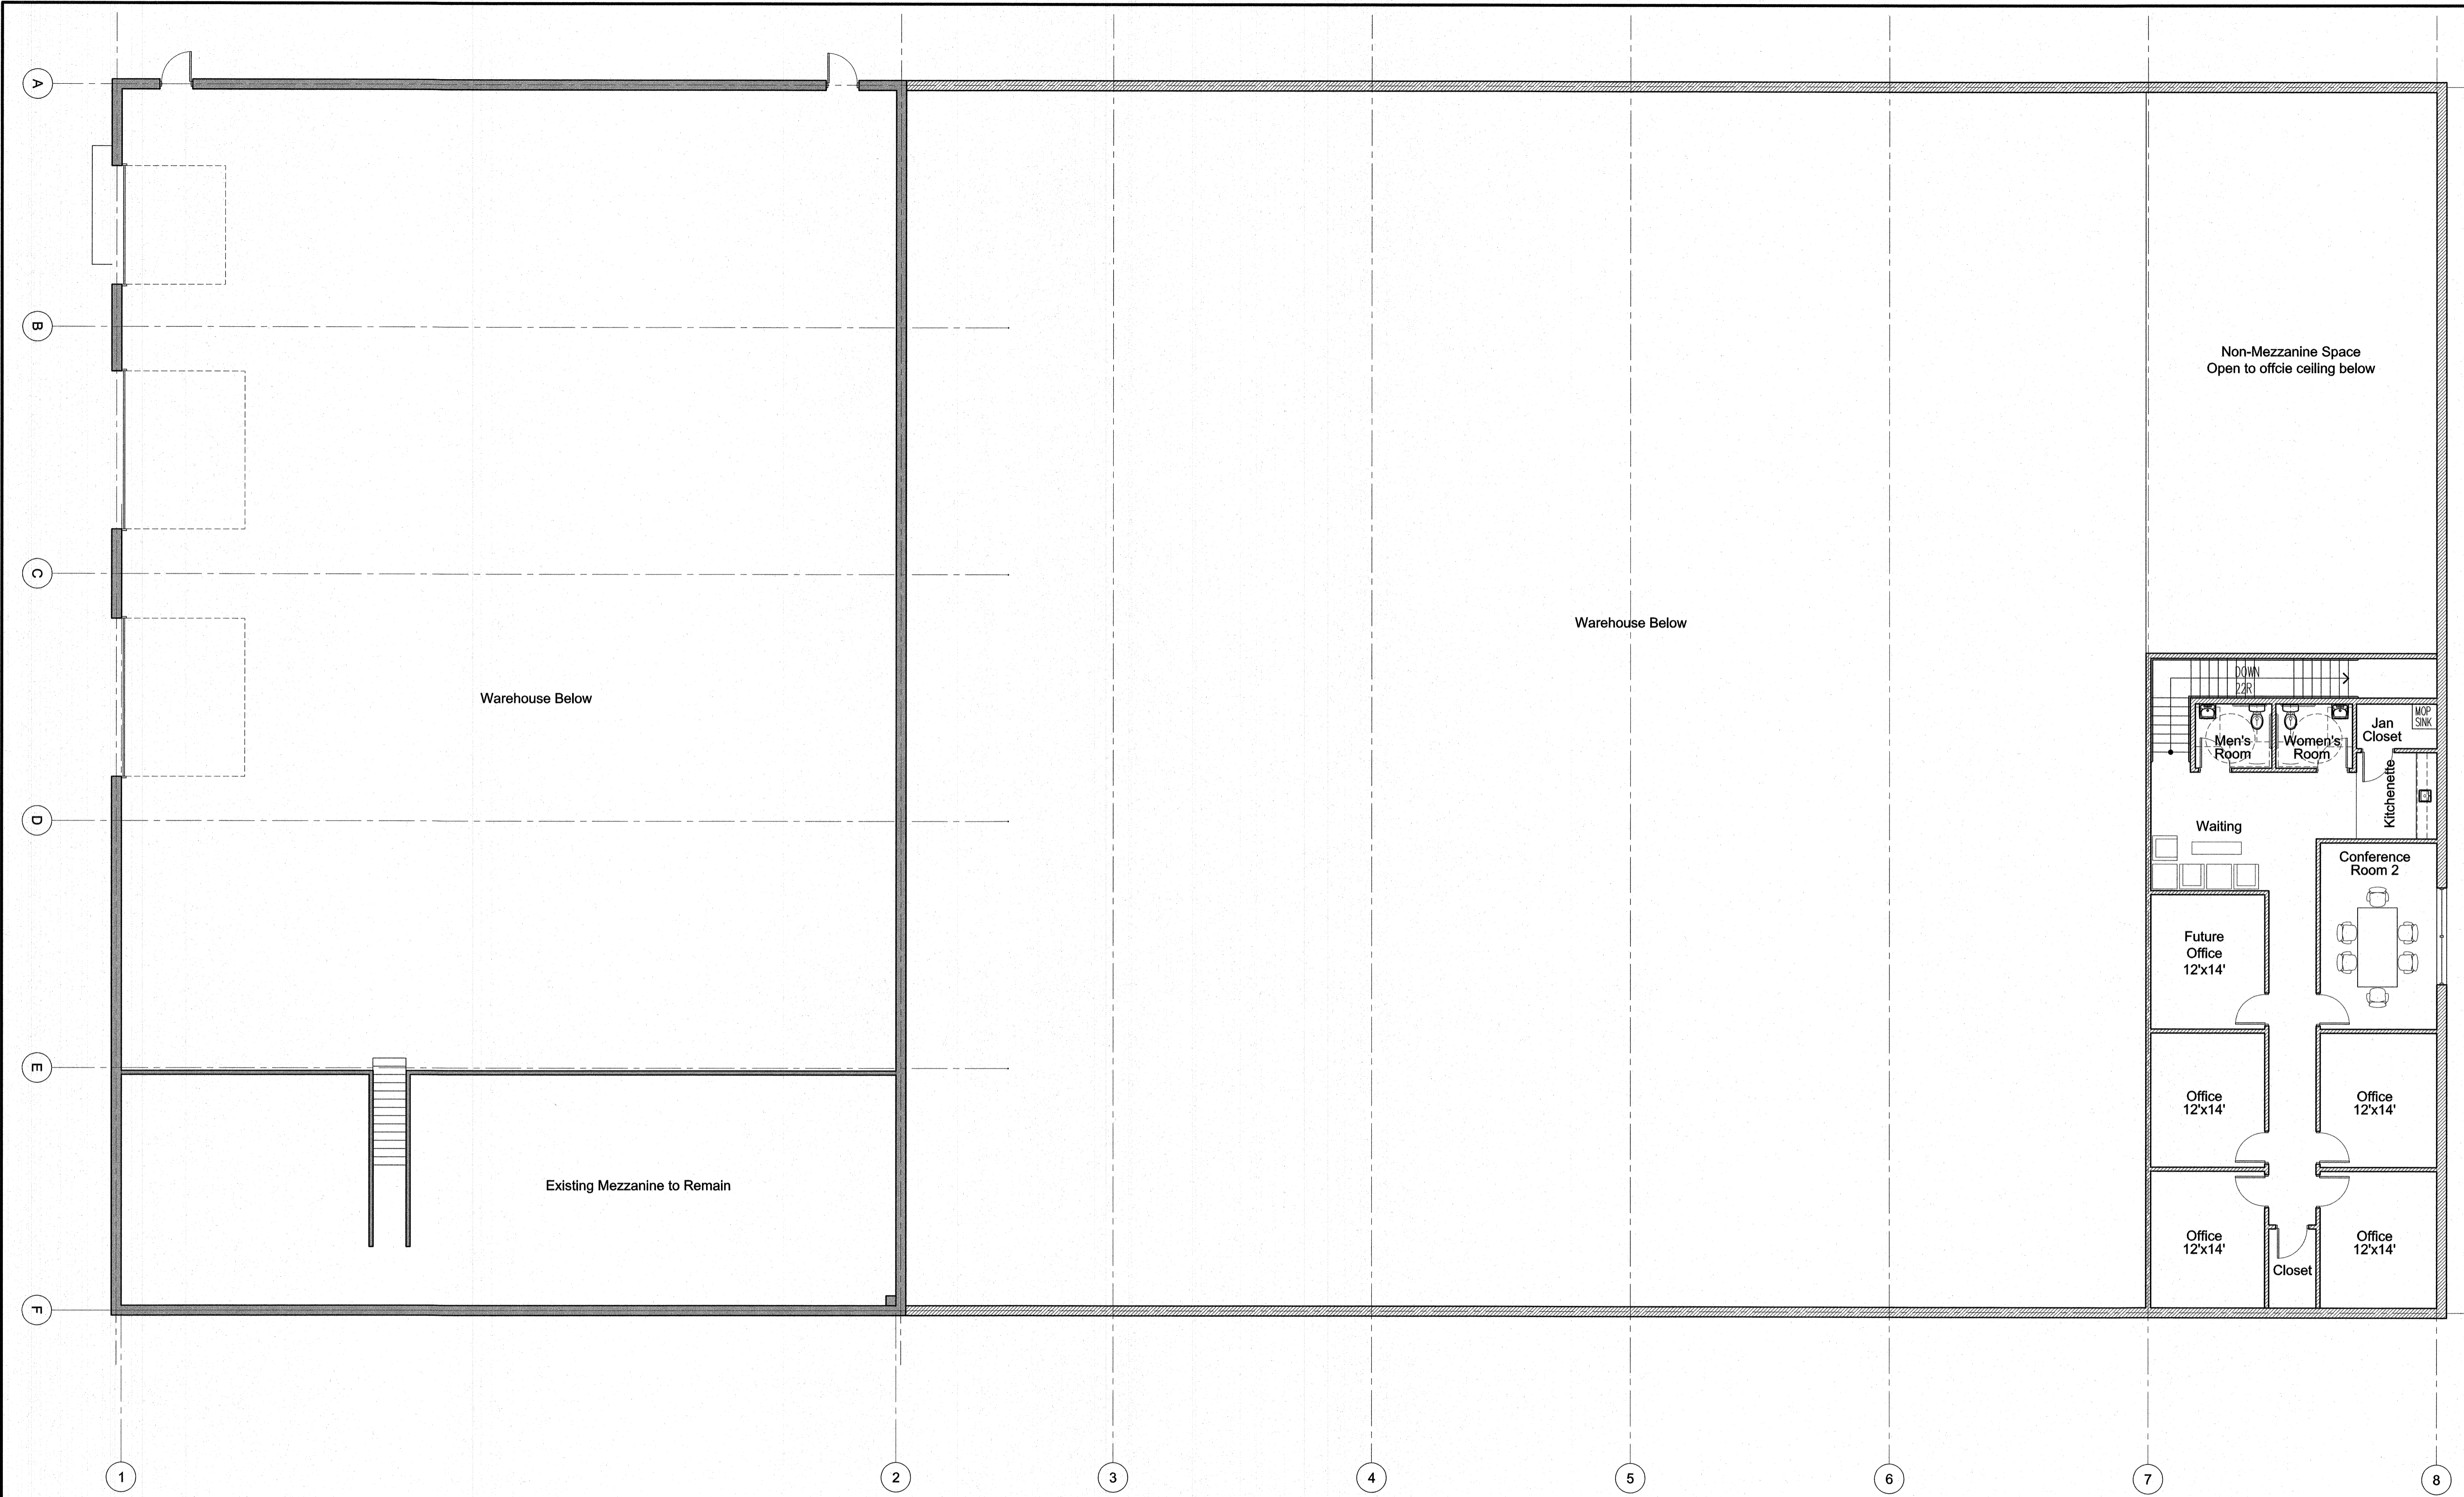 A
B
Non-Mezzanine Space
Open to offcie ceiling below
C
Warehouse Below
Warehouse Below
DOWN
22R
MOP
SINK
Jan
Closet
Men's
Room
Women's
Room
Kitchenette
D
Waiting
Conference
Room 2
Future
Office
12'x14'
E
Office
12'x14'
Office
12'x14'
Existing Mezzanine to Remain
Office
12'x14'
Office
12'x14'
Closet
F
1
2
3
4
5
6
7
8